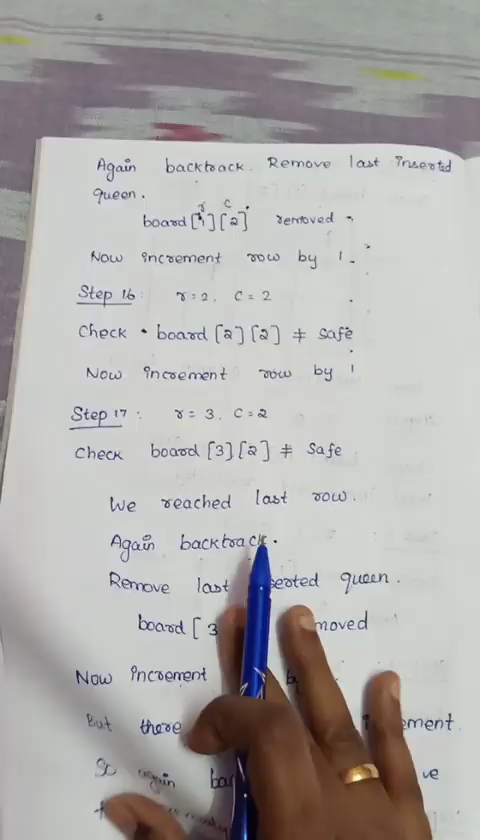 Again backtrack. Remove last inserted
queen.
r c
board[1][2] removed
Now increment row by 1.
Step 16: r=2, c=2
Check board [2][2] ≠ Safe
Now increment row by 1
Step 17: r=3, c=2
Check board [3][2] ≠ Safe
We reached last row.
Again backtrack.
Remove last queen.
board [3
Now increment
But there
So again